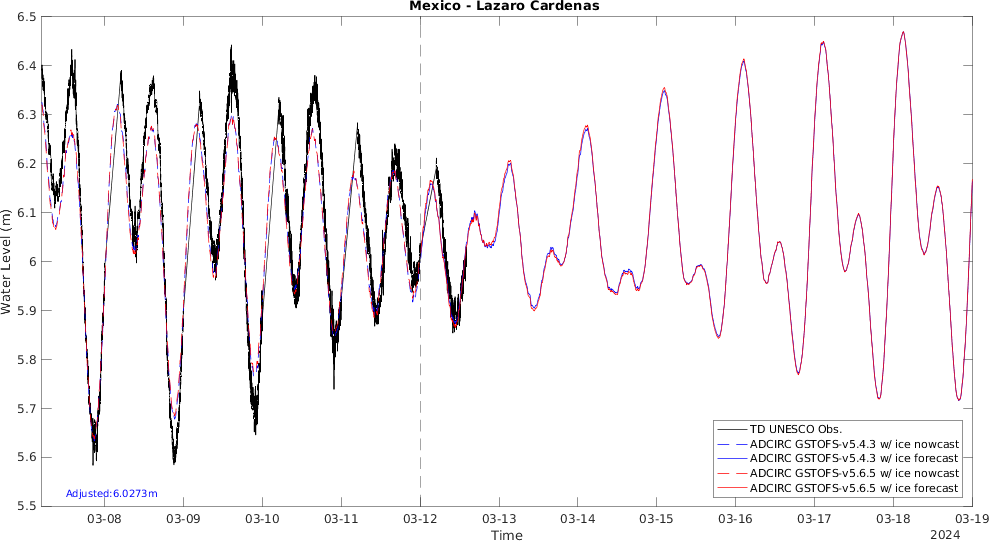 Mexico - Lazaro Cardenas
Water Level (m)
6.5
6.4
6.3
6.2
6.1
6
5.9
5.8
5.7
5.6
5.5
Adjusted:6.0273m
TD UNESCO Obs.
ADCIRC GSTOFS-v5.4.3 w/ ice nowcast
ADCIRC GSTOFS-v5.4.3 w/ ice forecast
ADCIRC GSTOFS-v5.6.5 w/ ice nowcast
ADCIRC GSTOFS-v5.6.5 w/ ice forecast
03-08 03-09 03-10 03-11 03-12 03-13 03-14 03-15 03-16 03-17 03-18 03-19
Time
2024